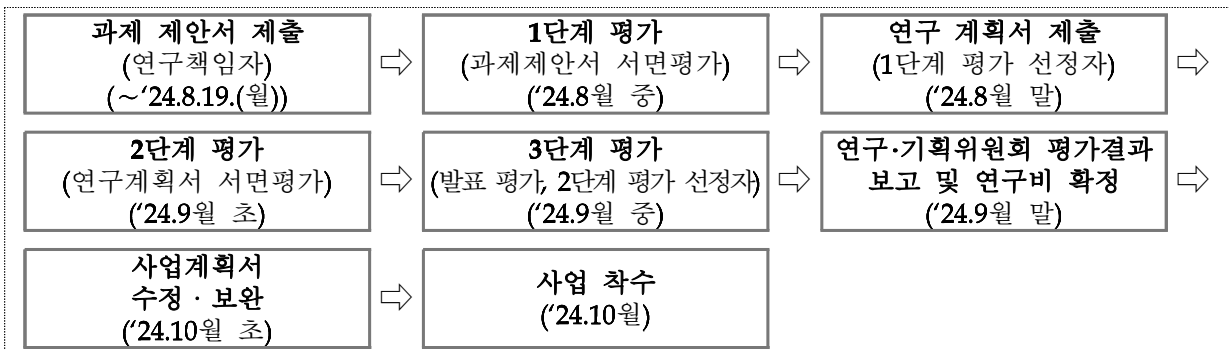 과제 제안서 제출
(연구책임자)
(~'24.8.19.(월))
⇨
1단계 평가
(과제제안서 서면평가)
('24.8월 중)
⇨
연구 계획서 제출
(1단계 평가 선정자)
('24.8월 말)
⇨
2단계 평가
(연구계획서 서면평가)
('24.9월 초)
⇨
3단계 평가
(발표 평가, 2단계 평가 선정자)
('24.9월 중)
⇨
연구·기획위원회 평가결과
보고 및 연구비 확정
('24.9월 말)
⇨
사업계획서
수정 · 보완
('24.10월 초)
⇨
사업 착수
('24.10월)